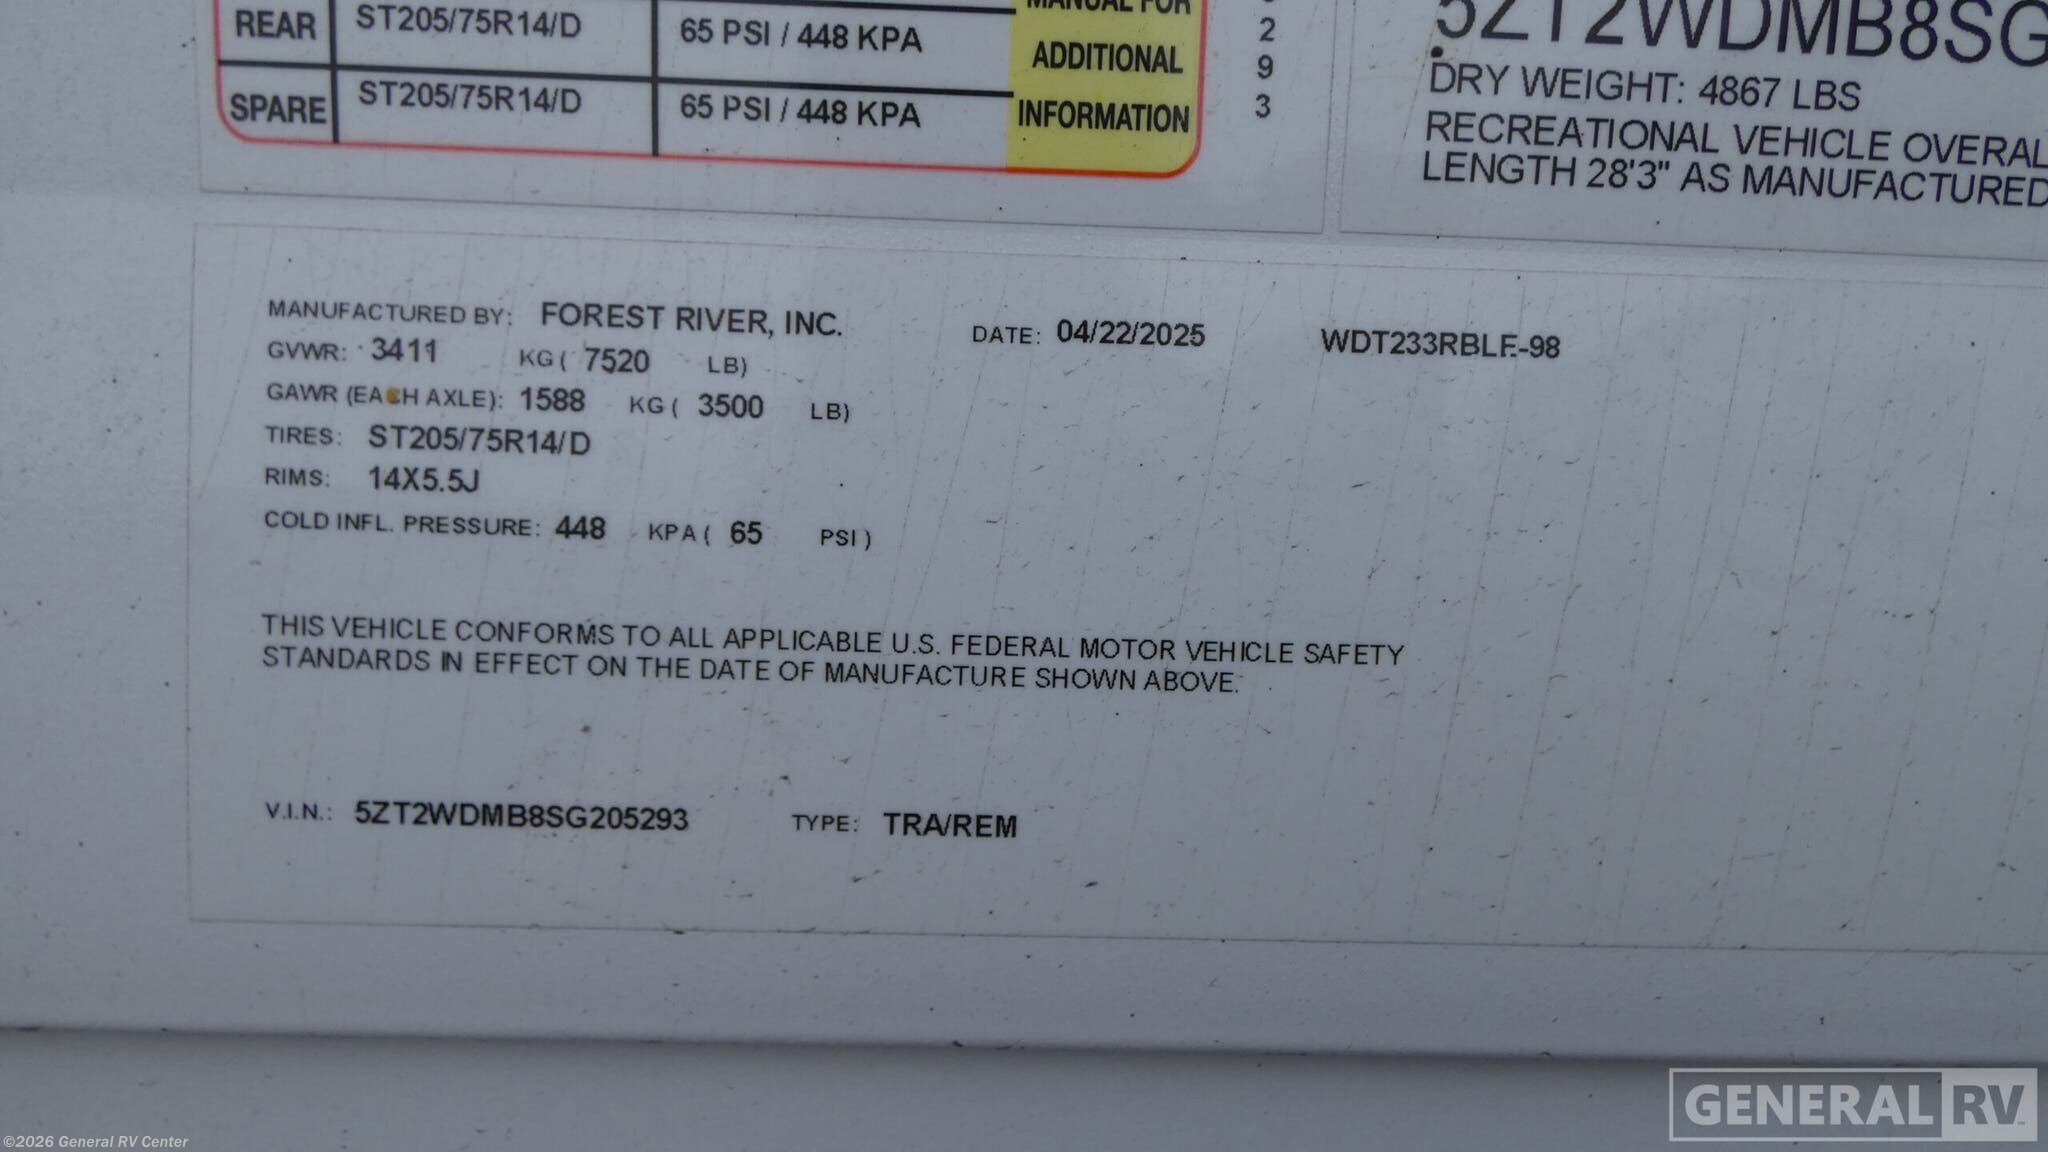 MANUAL FOR
REAR ST205/75R14/D 65 PSI / 448 KPA ADDITIONAL
SPARE ST205/75R14/D 65 PSI / 448 KPA INFORMATION
2
9
3
5ZT2WDMB8SG
DRY WEIGHT: 4867 LBS
RECREATIONAL VEHICLE OVERAL
LENGTH 28'3" AS MANUFACTURED
MANUFACTURED BY: FOREST RIVER, INC. DATE: 04/22/2025 WDT233RBLE-98
GVWR: 3411 KG ( 7520 LB)
GAWR (EACH AXLE): 1588 KG ( 3500 LB)
TIRES: ST205/75R14/D
RIMS: 14X5.5J
COLD INFL. PRESSURE: 448 KPA ( 65 PSI )
THIS VEHICLE CONFORMS TO ALL APPLICABLE U.S. FEDERAL MOTOR VEHICLE SAFETY
STANDARDS IN EFFECT ON THE DATE OF MANUFACTURE SHOWN ABOVE.
V.I.N.: 5ZT2WDMB8SG205293 TYPE: TRA/REM
GENERAL RV
©2026 General RV Center